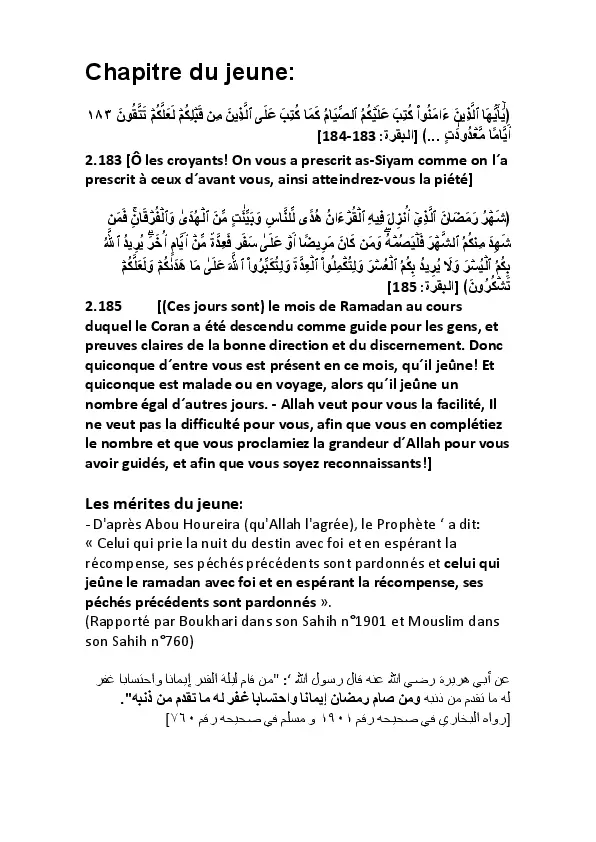 Chapitre du jeune:
﴿يَٰٓأَيُّهَا ٱلَّذِينَ ءَامَنُواْ كُتِبَ عَلَيۡكُمُ ٱلصِّيَامُ كَمَا كُتِبَ عَلَى ٱلَّذِينَ مِن قَبۡلِكُمۡ لَعَلَّكُمۡ تَتَّقُونَ ١٨٣
أَيَّامٗا مَّعۡدُودَٰتٖ ...﴾ [البقرة: 183-184]
2.183 [Ô les croyants! On vous a prescrit as-Siyam comme on l´a
prescrit à ceux d´avant vous, ainsi atteindrez-vous la piété]
﴿شَهۡرُ رَمَضَانَ ٱلَّذِيٓ أُنزِلَ فِيهِ ٱلۡقُرۡءَانُ هُدٗى لِّلنَّاسِ وَبَيِّنَٰتٖ مِّنَ ٱلۡهُدَىٰ وَٱلۡفُرۡقَانِۚ فَمَن
شَهِدَ مِنكُمُ ٱلشَّهۡرَ فَلۡيَصُمۡهُۖ وَمَن كَانَ مَرِيضًا أَوۡ عَلَىٰ سَفَرٖ فَعِدَّةٞ مِّنۡ أَيَّامٍ أُخَرَۗ يُرِيدُ ٱللَّهُ
بِكُمُ ٱلۡيُسۡرَ وَلَا يُرِيدُ بِكُمُ ٱلۡعُسۡرَ وَلِتُكۡمِلُواْ ٱلۡعِدَّةَ وَلِتُكَبِّرُواْ ٱللَّهَ عَلَىٰ مَا هَدَىٰكُمۡ وَلَعَلَّكُمۡ
تَشۡكُرُونَ﴾ [البقرة: 185]
2.185 [(Ces jours sont) le mois de Ramadan au cours
duquel le Coran a été descendu comme guide pour les gens, et
preuves claires de la bonne direction et du discernement. Donc
quiconque d´entre vous est présent en ce mois, qu´il jeûne! Et
quiconque est malade ou en voyage, alors qu´il jeûne un
nombre égal d´autres jours. - Allah veut pour vous la facilité, Il
ne veut pas la difficulté pour vous, afin que vous en complétiez
le nombre et que vous proclamiez la grandeur d´Allah pour vous
avoir guidés, et afin que vous soyez reconnaissants!]
Les mérites du jeune:
- D'après Abou Houreira (qu'Allah l'agrée), le Prophète ‘ a dit:
« Celui qui prie la nuit du destin avec foi et en espérant la
récompense, ses péchés précédents sont pardonnés et celui qui
jeûne le ramadan avec foi et en espérant la récompense, ses
péchés précédents sont pardonnés ».
(Rapporté par Boukhari dans son Sahih n°1901 et Mouslim dans
son Sahih n°760)
عن أبي هريرة رضي الله عنه قال رسول الله ‘: "من قام ليلة القدر إيمانا واحتسابا غفر
له ما تقدم من ذنبه ومن صام رمضان إيمانا واحتسابا غفر له ما تقدم من ذنبه".
[رواه البخاري في صحيحه رقم ١٩٠١ و مسلم في صحيحه رقم ٧٦٠]